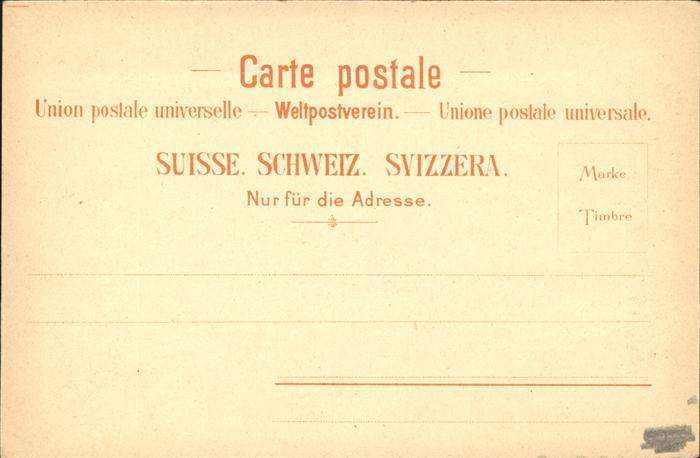 — Carte postale —
Union postale universelle — Weltpostverein. — Unione postale universale.
SUISSE. SCHWEIZ. SVIZZERA.
Nur für die Adresse.
Marke
Timbre